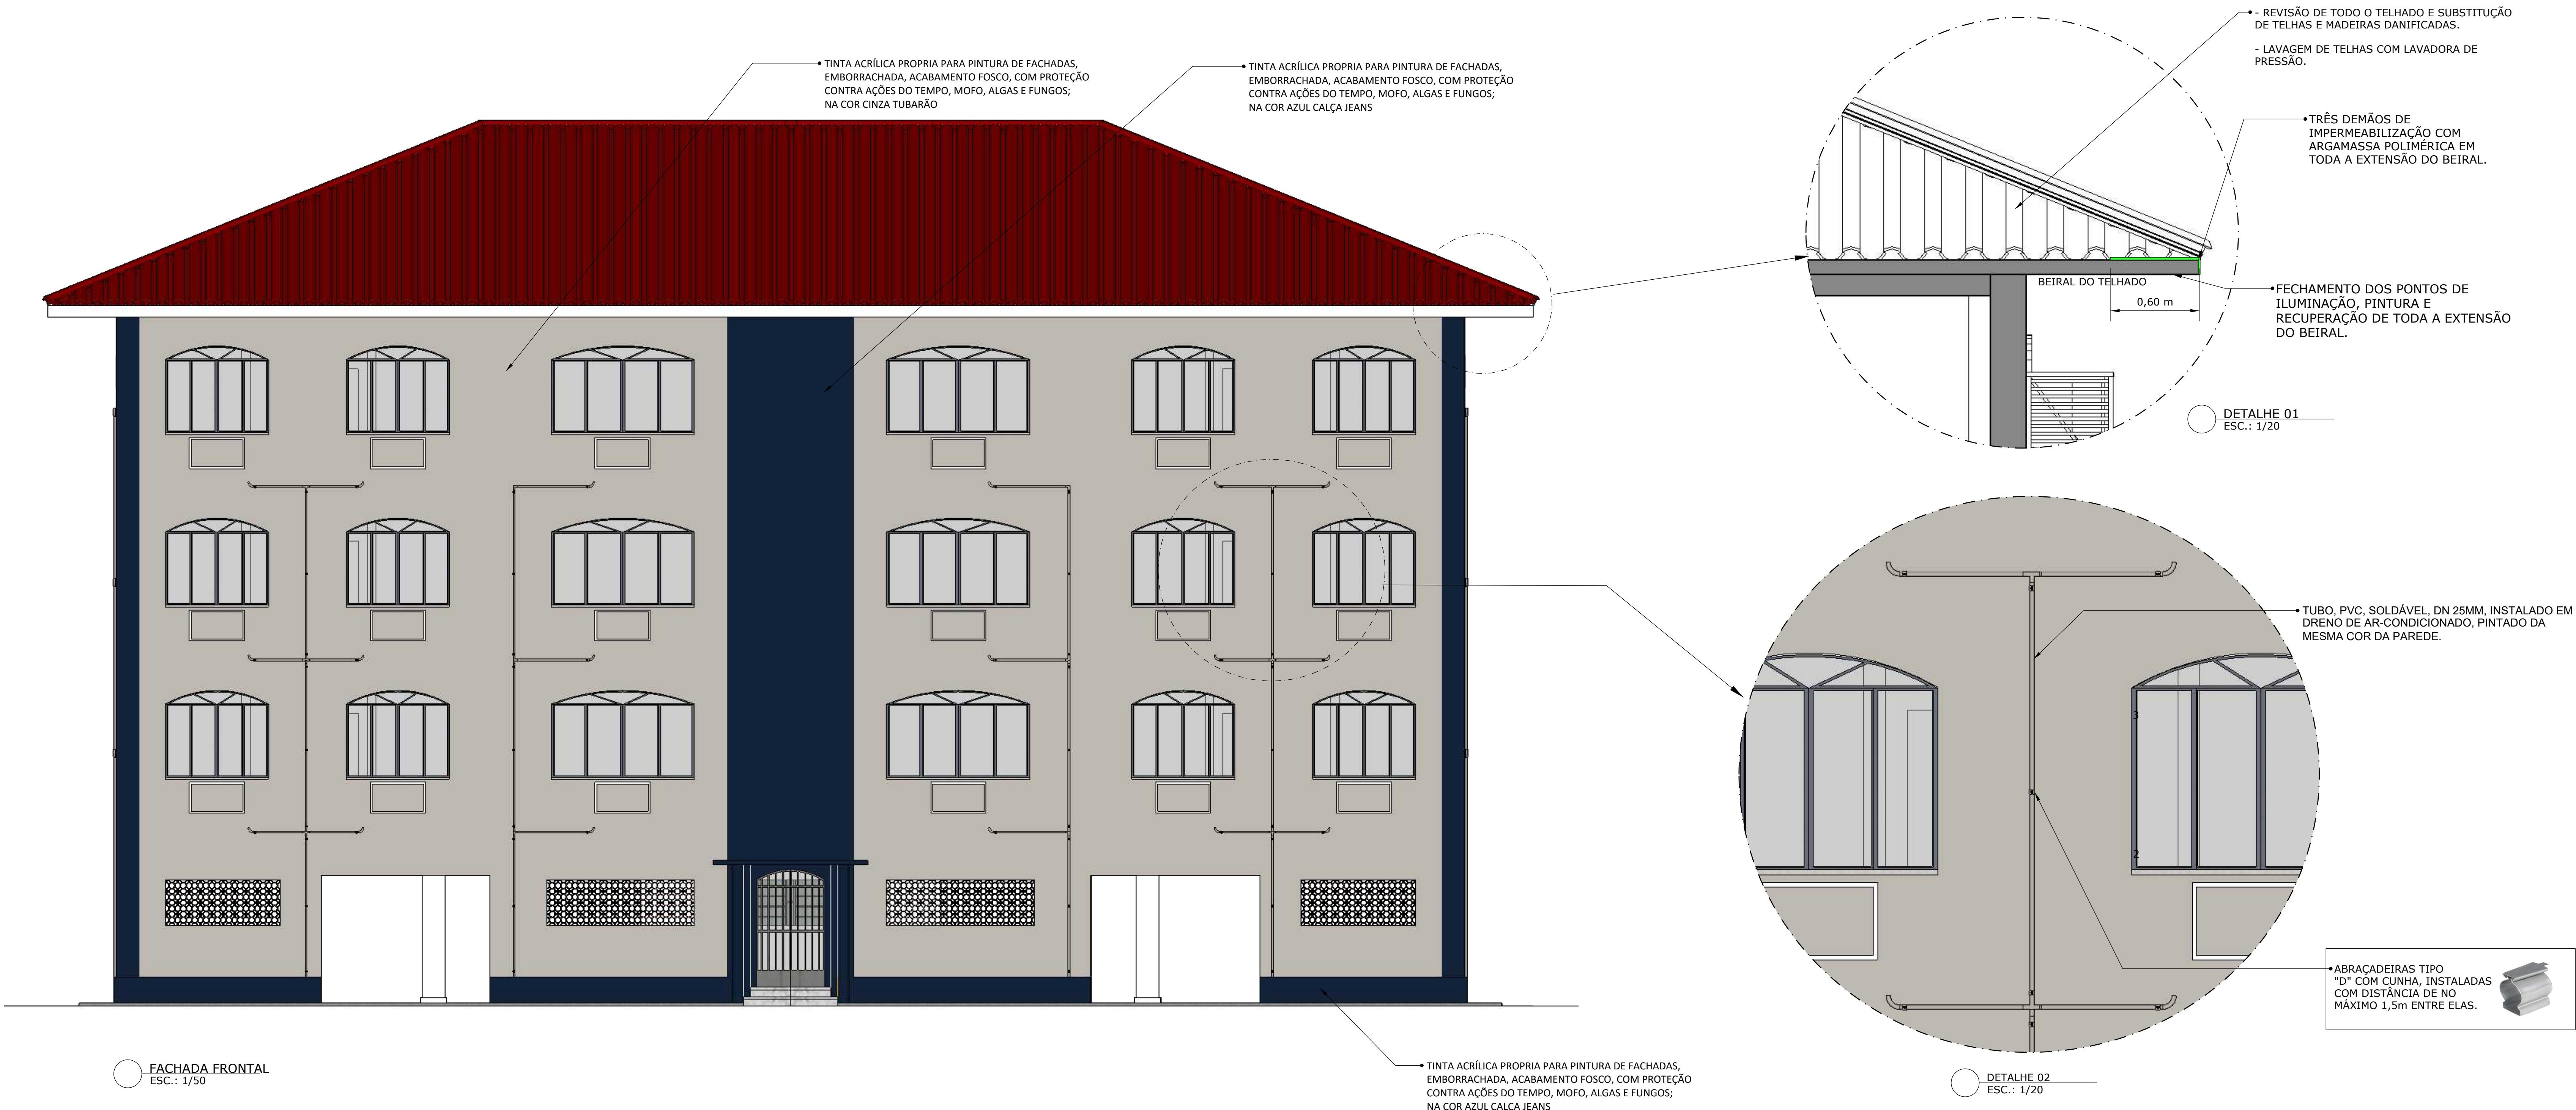 TINTA ACRÍLICA PROPRIA PARA PINTURA DE FACHADAS,
EMBORRACHADA, ACABAMENTO FOSCO, COM PROTEÇÃO
CONTRA AÇÕES DO TEMPO, MOFO, ALGAS E FUNGOS;
NA COR CINZA TUBARÃO
TINTA ACRÍLICA PROPRIA PARA PINTURA DE FACHADAS,
EMBORRACHADA, ACABAMENTO FOSCO, COM PROTEÇÃO
CONTRA AÇÕES DO TEMPO, MOFO, ALGAS E FUNGOS;
NA COR AZUL CALÇA JEANS
- REVISÃO DE TODO O TELHADO E SUBSTITUÇÃO
DE TELHAS E MADEIRAS DANIFICADAS.
- LAVAGEM DE TELHAS COM LAVADORA DE
PRESSÃO.
TRÊS DEMÃOS DE
IMPERMEABILIZAÇÃO COM
ARGAMASSA POLIMÉRICA EM
TODA A EXTENSÃO DO BEIRAL.
BEIRAL DO TELHADO
0,60 m
FECHAMENTO DOS PONTOS DE
ILUMINAÇÃO, PINTURA E
RECUPERAÇÃO DE TODA A EXTENSÃO
DO BEIRAL.
DETALHE 01
ESC.: 1/20
TUBO, PVC, SOLDÁVEL, DN 25MM, INSTALADO EM
DRENO DE AR-CONDICIONADO, PINTADO DA
MESMA COR DA PAREDE.
3
2
ABRAÇADEIRAS TIPO
"D" COM CUNHA, INSTALADAS
COM DISTÂNCIA DE NO
MÁXIMO 1,5m ENTRE ELAS.
DETALHE 02
ESC.: 1/20
FACHADA FRONTAL
ESC.: 1/50
TINTA ACRÍLICA PROPRIA PARA PINTURA DE FACHADAS,
EMBORRACHADA, ACABAMENTO FOSCO, COM PROTEÇÃO
CONTRA AÇÕES DO TEMPO, MOFO, ALGAS E FUNGOS;
NA COR AZUL CALÇA JEANS